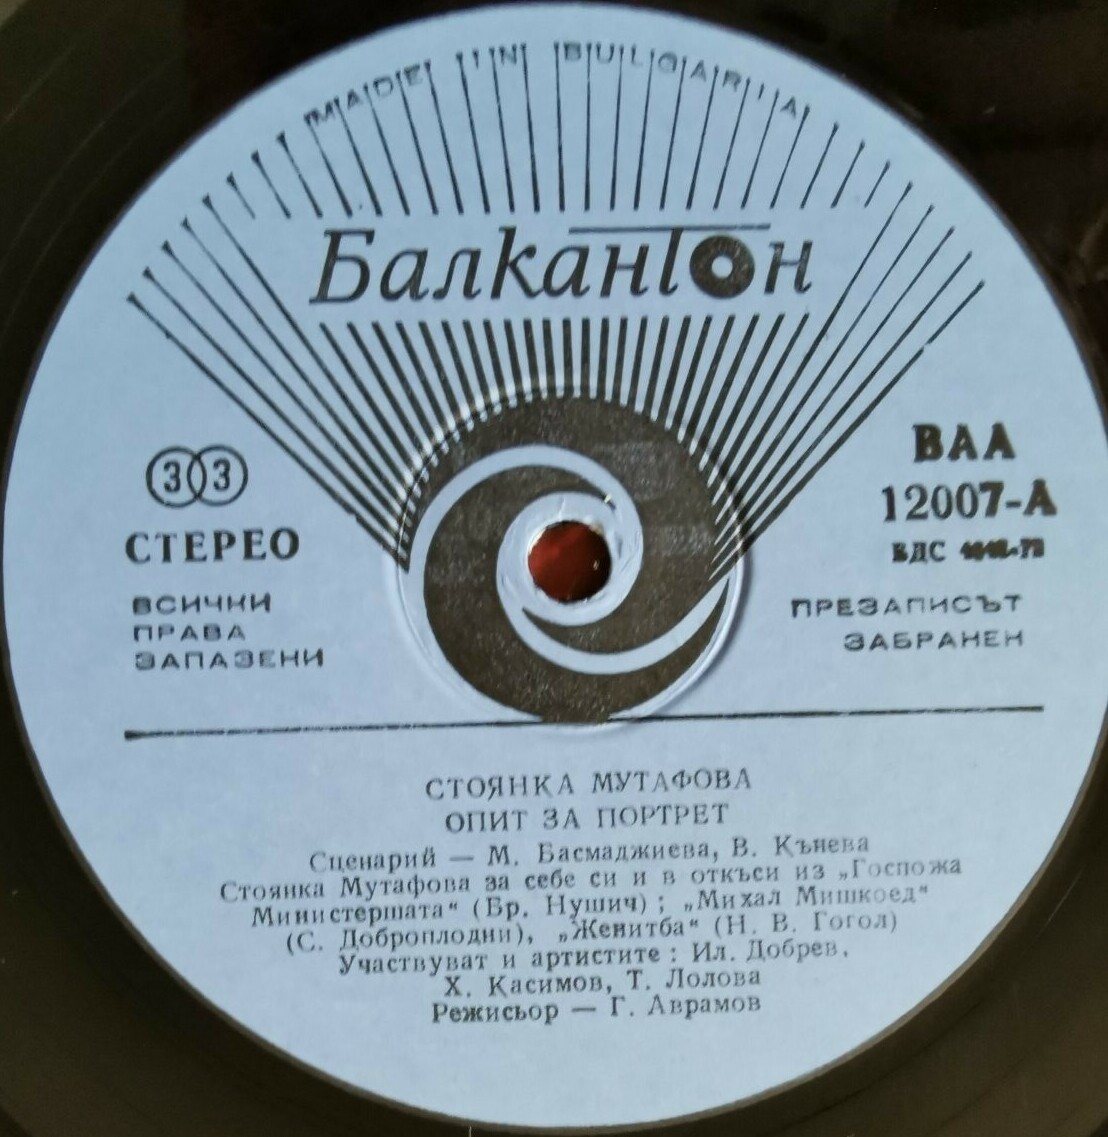 MADE IN BULGARIA
Балкантон
33
СТЕРЕО
ВСИЧКИ
ПРАВА
ЗАПАЗЕНИ
ВАА
12007-А
БДС
ПРЕЗАПИСЪТ
ЗАБРАНЕН
СТОЯНКА МУТАФОВА
ОПИТ ЗА ПОРТРЕТ
Сценарий — М. Басмаджиева, В. Кънева
Стоянка Мутафова за себе си и в откъси из „Госпожа
Министершата“ (Бр. Нушич) ; „Михал Мишкоед“
(С. Доброплодни), „Женитба“ (Н. В. Гогол)
Участвуват и артистите : Ил. Добрев,
Х. Касимов, Т. Лолова
Режисьор — Г. Аврамов